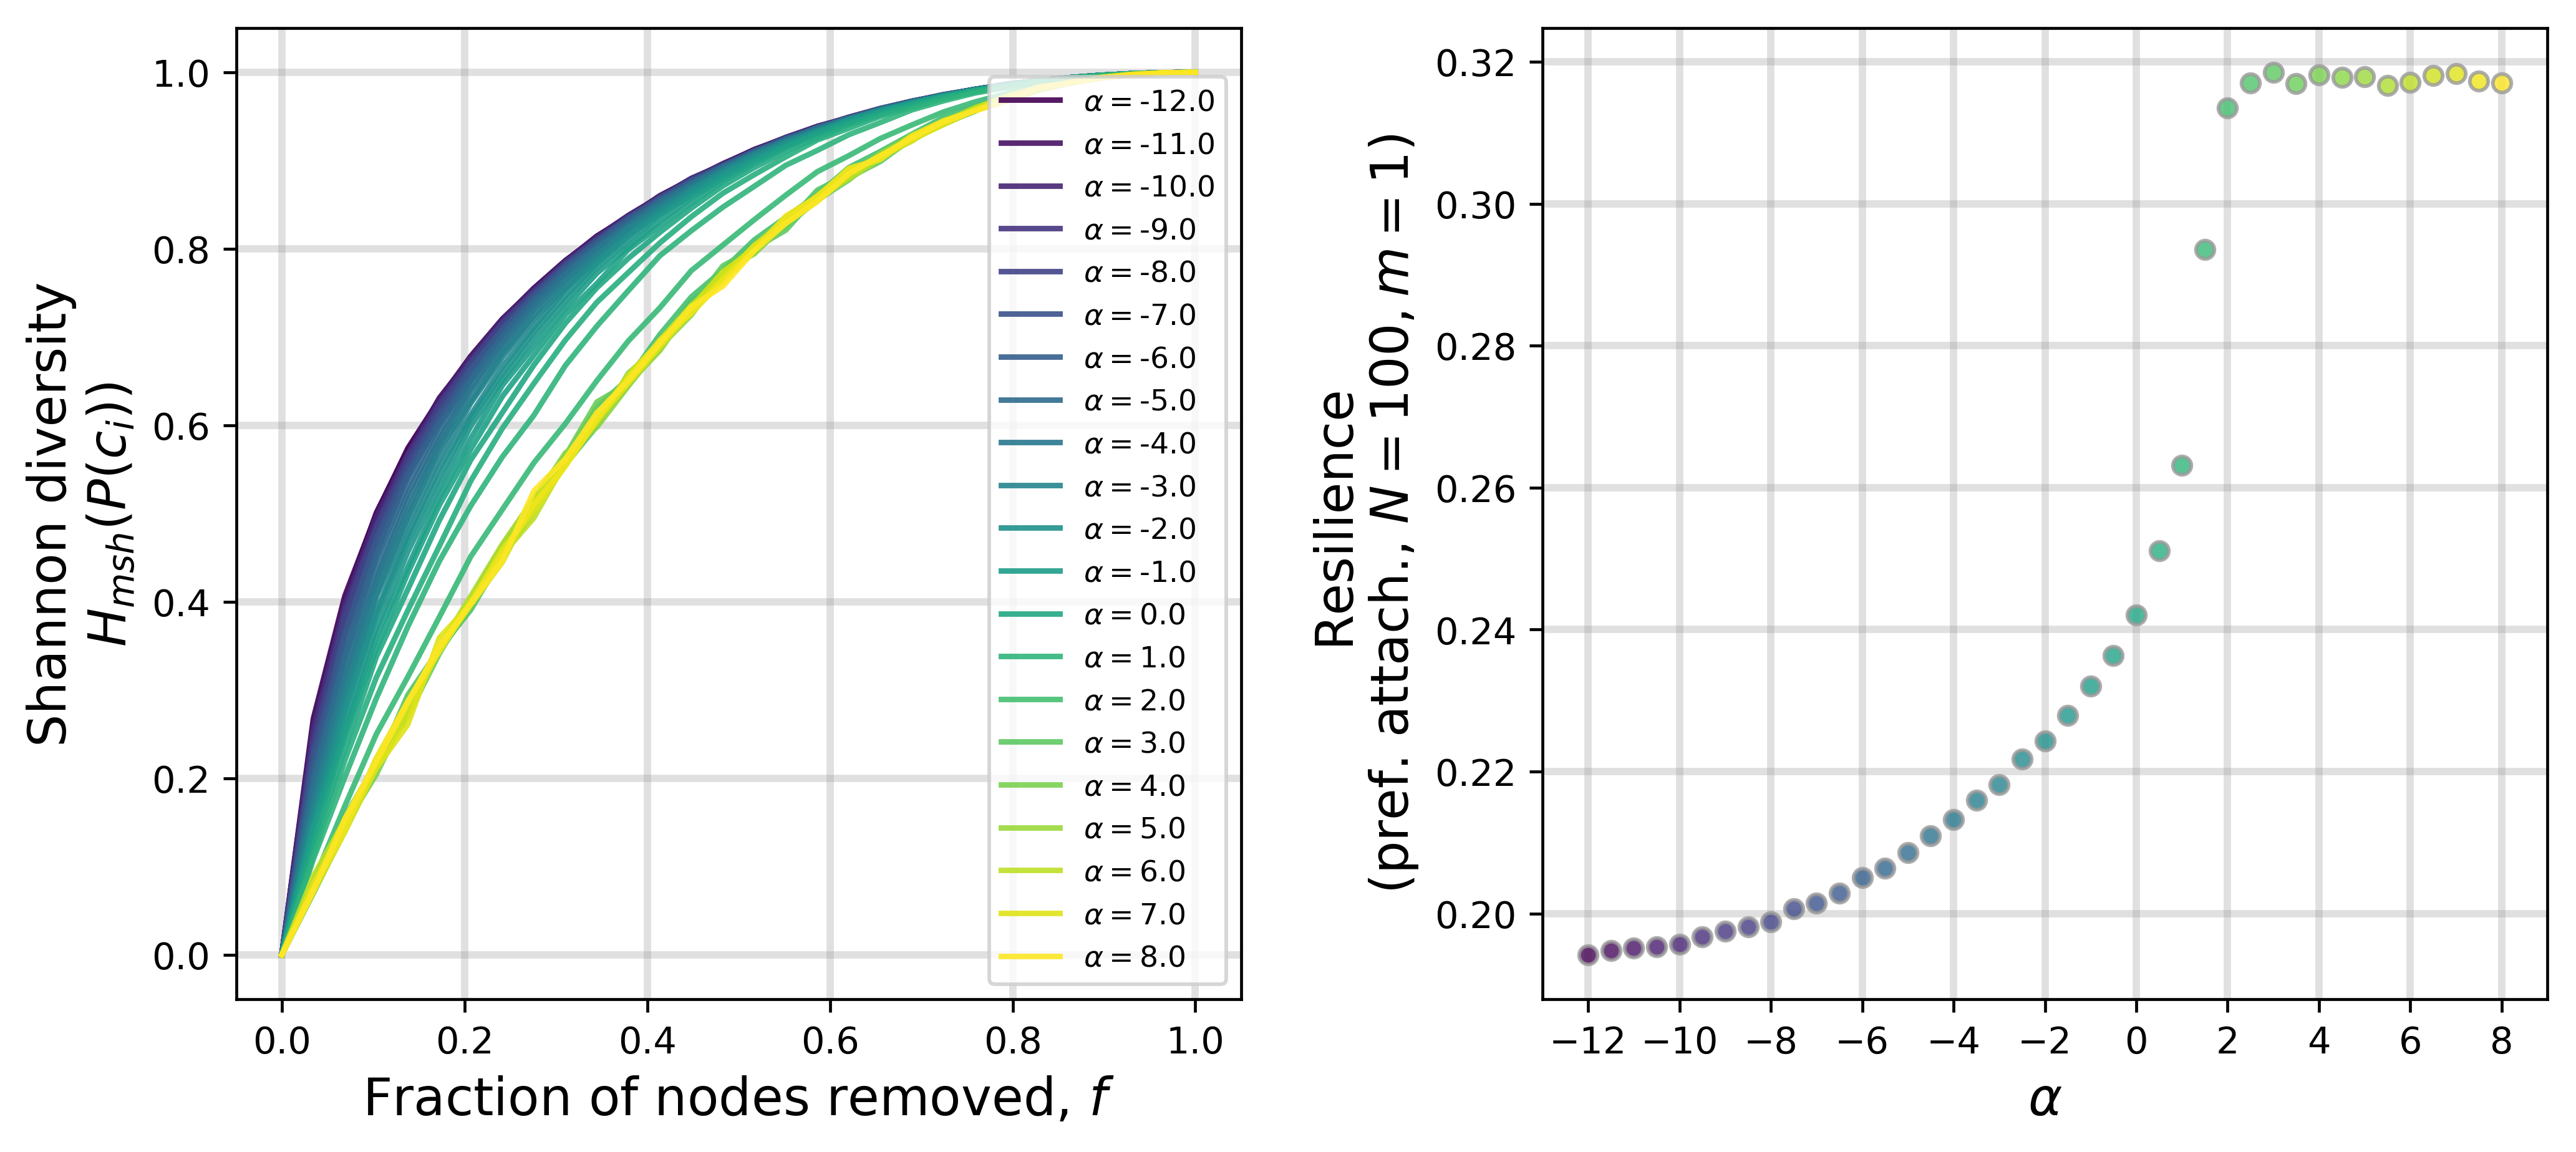 Shannon diversity
H_{msh}(P(c_i))
1.0
0.8
0.6
0.4
0.2
0.0
α = -12.0
α = -11.0
α = -10.0
α = -9.0
α = -8.0
α = -7.0
α = -6.0
α = -5.0
α = -4.0
α = -3.0
α = -2.0
α = -1.0
α = 0.0
α = 1.0
α = 2.0
α = 3.0
α = 4.0
α = 5.0
α = 6.0
α = 7.0
α = 8.0
0.0 0.2 0.4 0.6 0.8 1.0
Fraction of nodes removed, f
Resilience
(pref. attach., N = 100, m = 1)
0.32
0.30
0.28
0.26
0.24
0.22
0.20
−12 −10 −8 −6 −4 −2 0 2 4 6 8
α